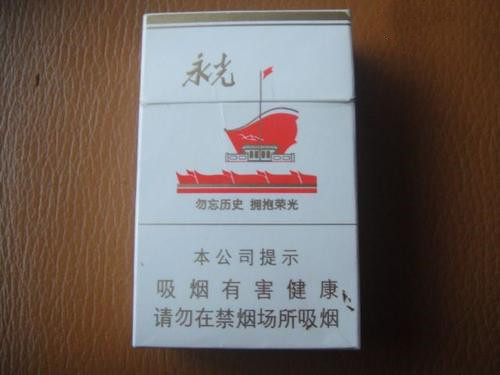 永光
勿忘历史 拥抱荣光
本公司提示
吸烟有害健康
请勿在禁烟场所吸烟